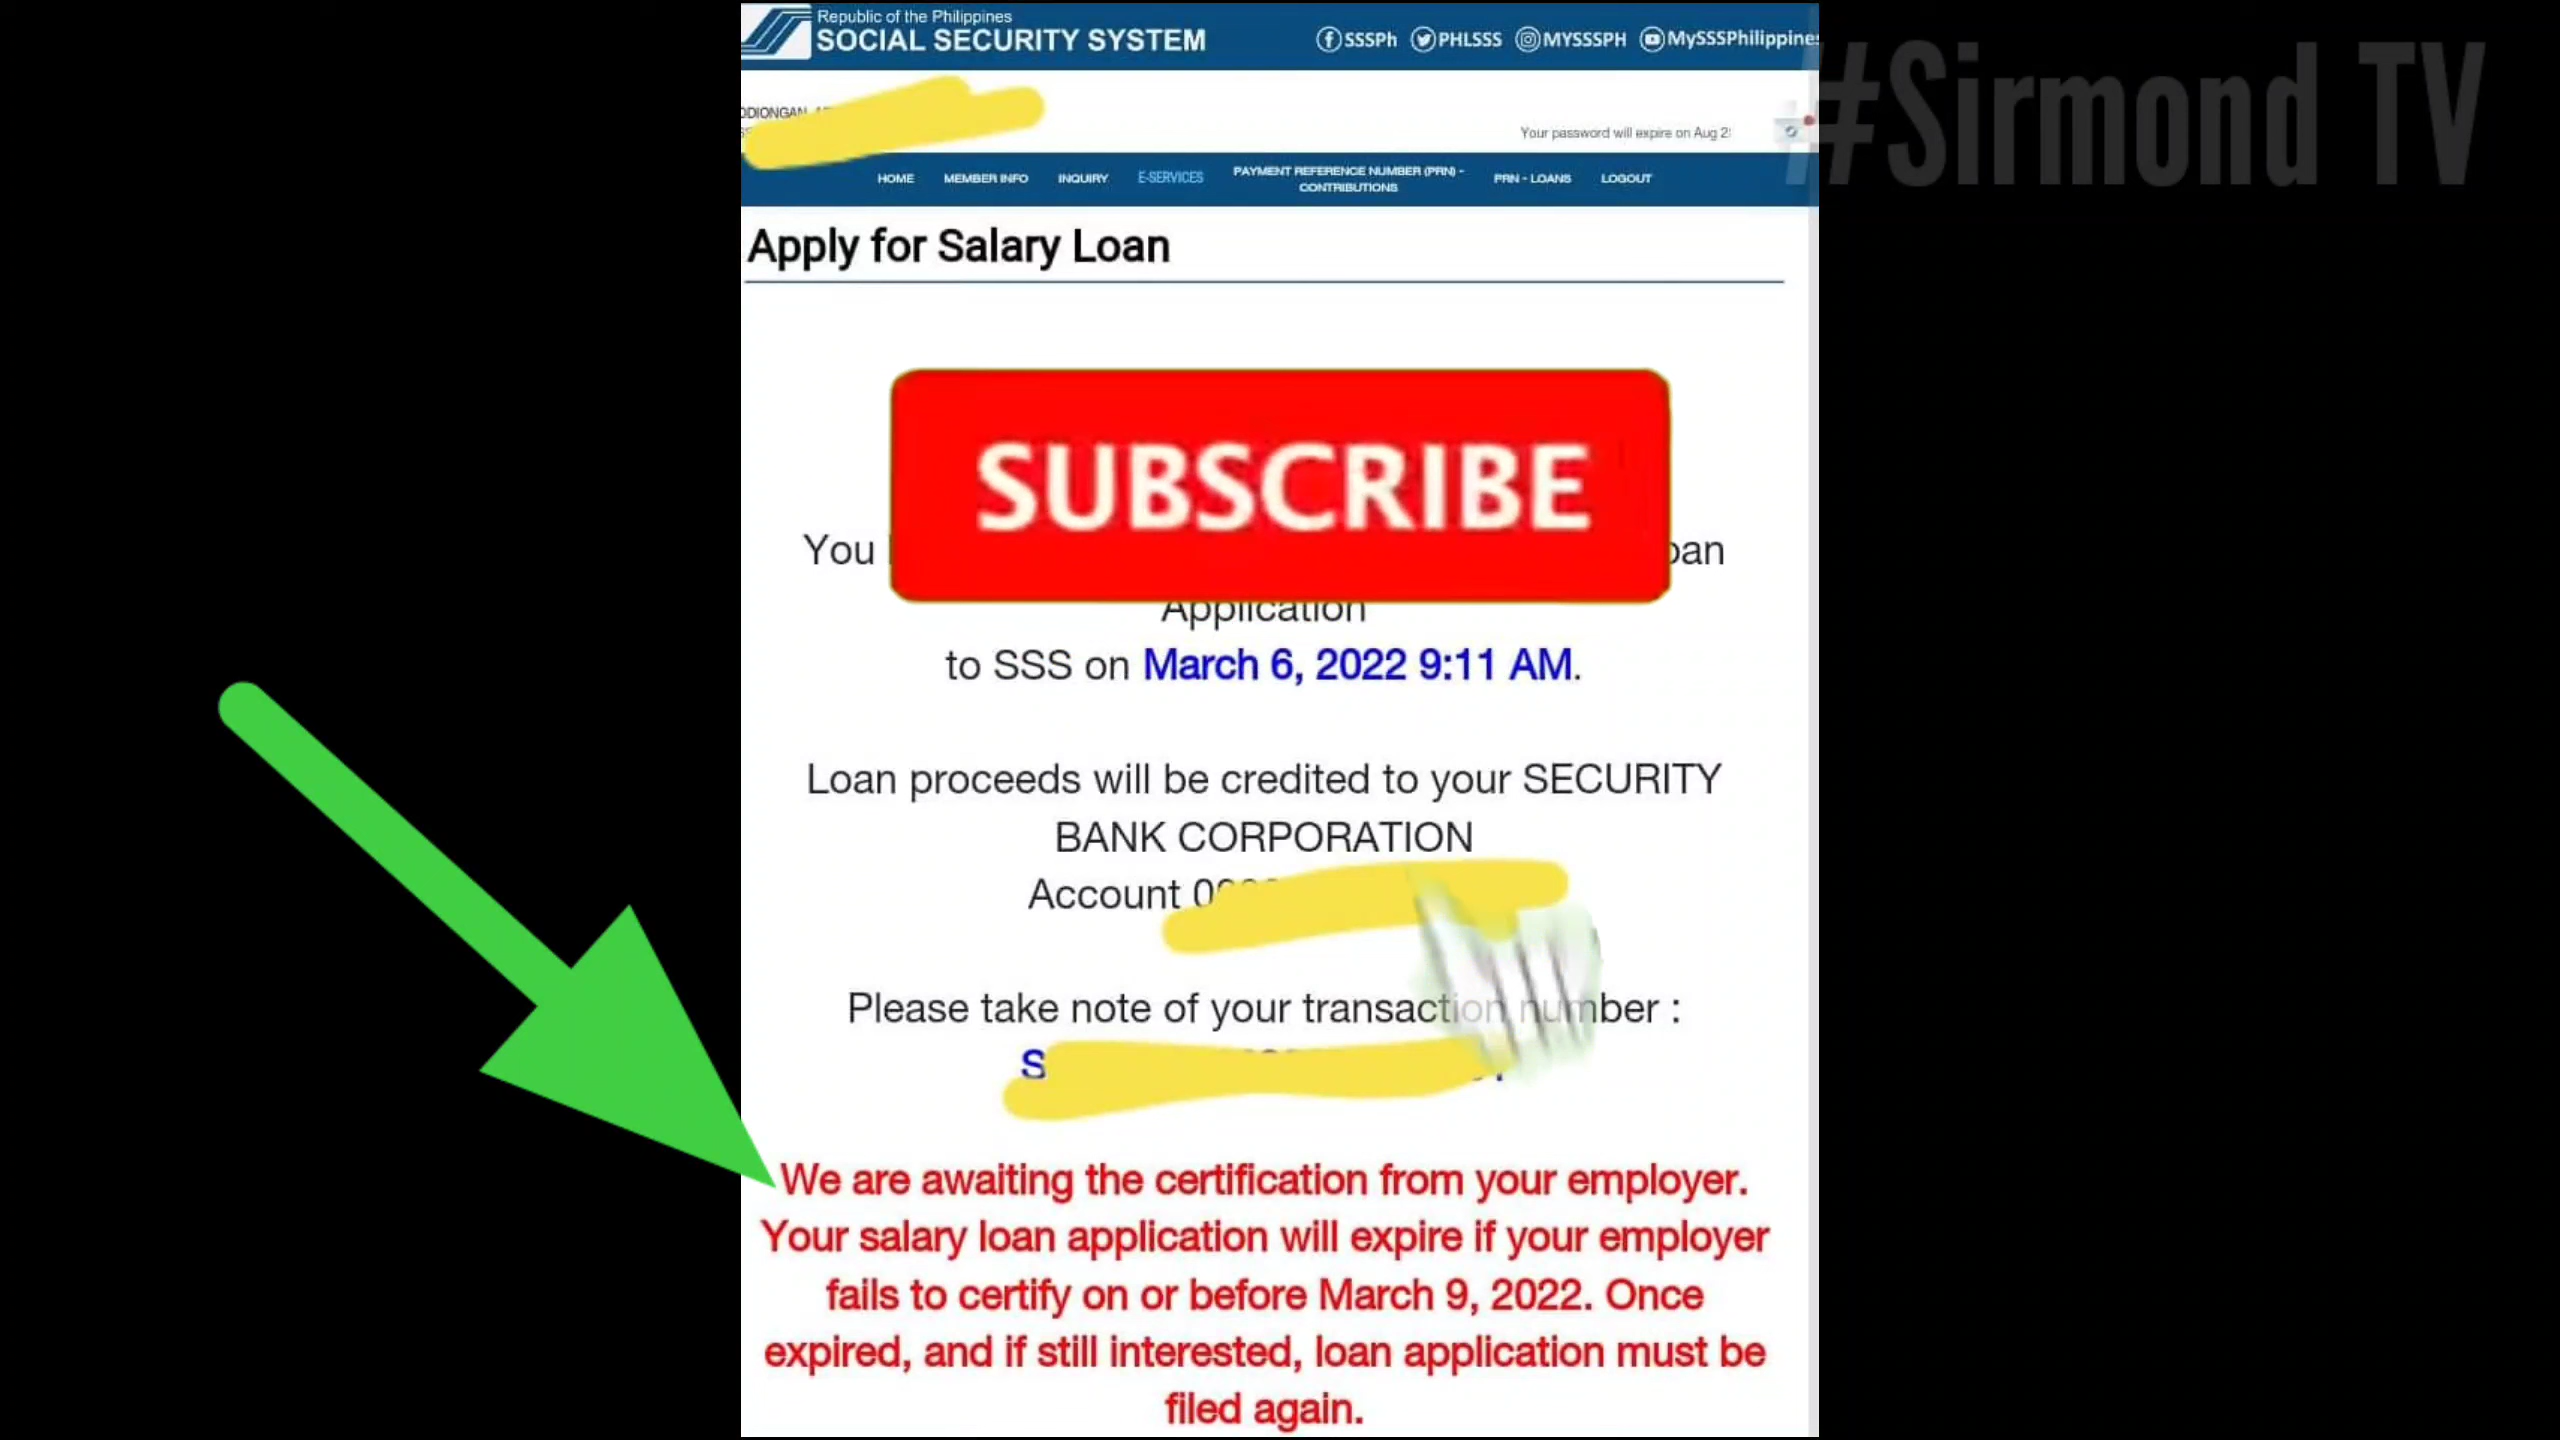 Republic of the Philippines
SOCIAL SECURITY SYSTEM
SSSPh PHLSSS MYSSSPH MySSSPhilippines
#Sirmond TV
Your password will expire on Aug
HOME MEMBER INFO INQUIRY E-SERVICES PAYMENT REFERENCE NUMBER (PRN) - CONTRIBUTIONS PRN - LOANS LOGOUT
Apply for Salary Loan
SUBSCRIBE
You
Application
to SSS on March 6, 2022 9:11 AM.
Loan proceeds will be credited to your SECURITY
BANK CORPORATION
Account
Please take note of your transaction number :
We are awaiting the certification from your employer.
Your salary loan application will expire if your employer
fails to certify on or before March 9, 2022. Once
expired, and if still interested, loan application must be
filed again.